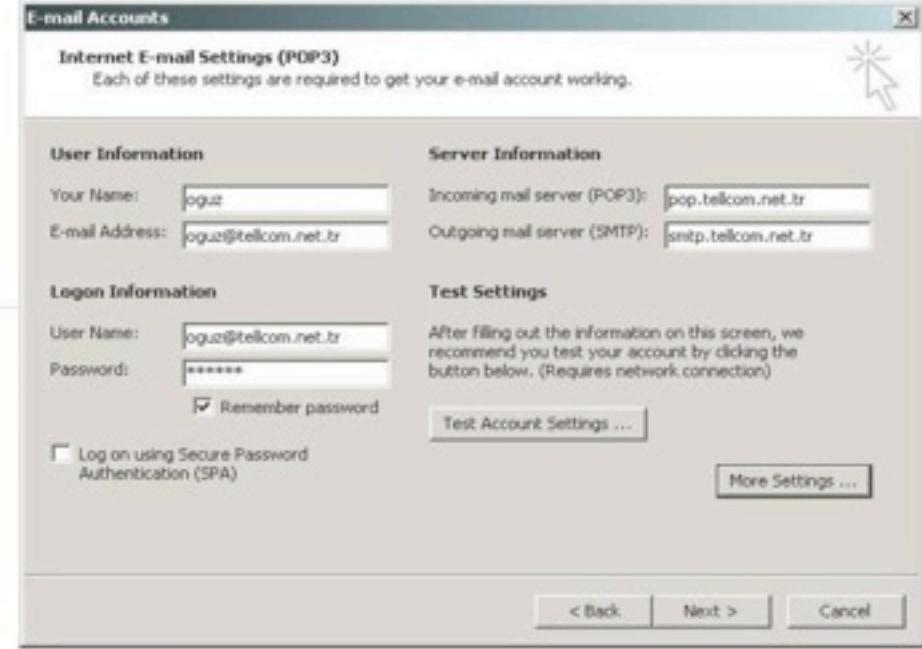 E-mail Accounts
Internet E-mail Settings (POP3)
Each of these settings are required to get your e-mail account working.
User Information
Your Name: oguz
E-mail Address: oguz@tellcom.net.tr
Server Information
Incoming mail server (POP3): pop.tellcom.net.tr
Outgoing mail server (SMTP): smtp.tellcom.net.tr
Logon Information
User Name: oguz@tellcom.net.tr
Password: ******
Remember password
Log on using Secure Password
Authentication (SPA)
Test Settings
After filling out the information on this screen, we
recommend you test your account by clicking the
button below. (Requires network connection)
Test Account Settings ...
More Settings ...
< Back
Next >
Cancel